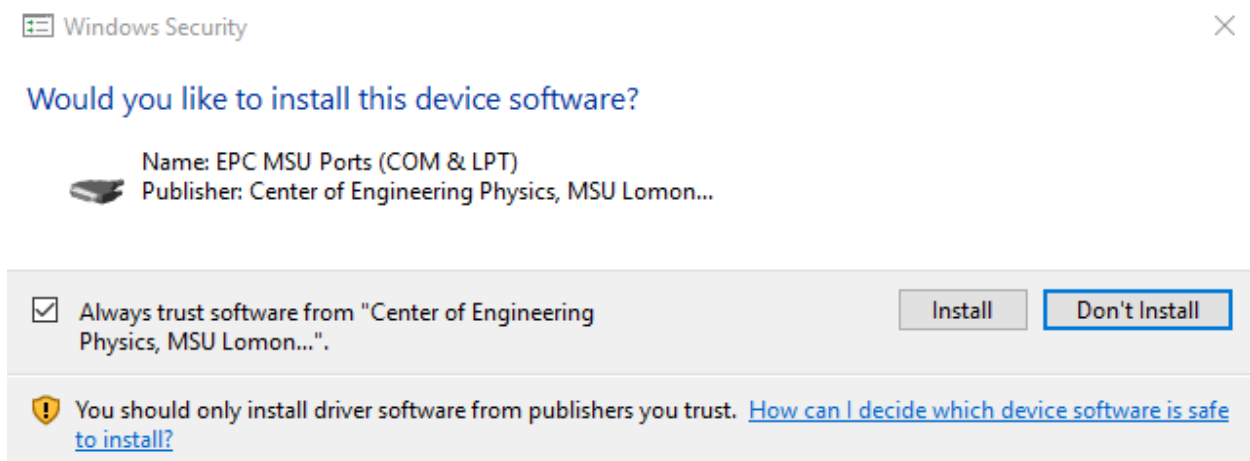 Windows Security
Would you like to install this device software?
Name: EPC MSU Ports (COM & LPT)
Publisher: Center of Engineering Physics, MSU Lomon...
Always trust software from "Center of Engineering
Physics, MSU Lomon...".
Install
Don't Install
You should only install driver software from publishers you trust. How can I decide which device software is safe
to install?